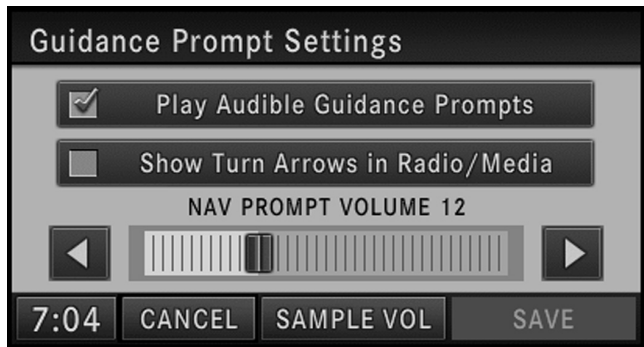 Guidance Prompt Settings
Play Audible Guidance Prompts
Show Turn Arrows in Radio/Media
NAV PROMPT VOLUME 12
7:04 CANCEL SAMPLE VOL SAVE